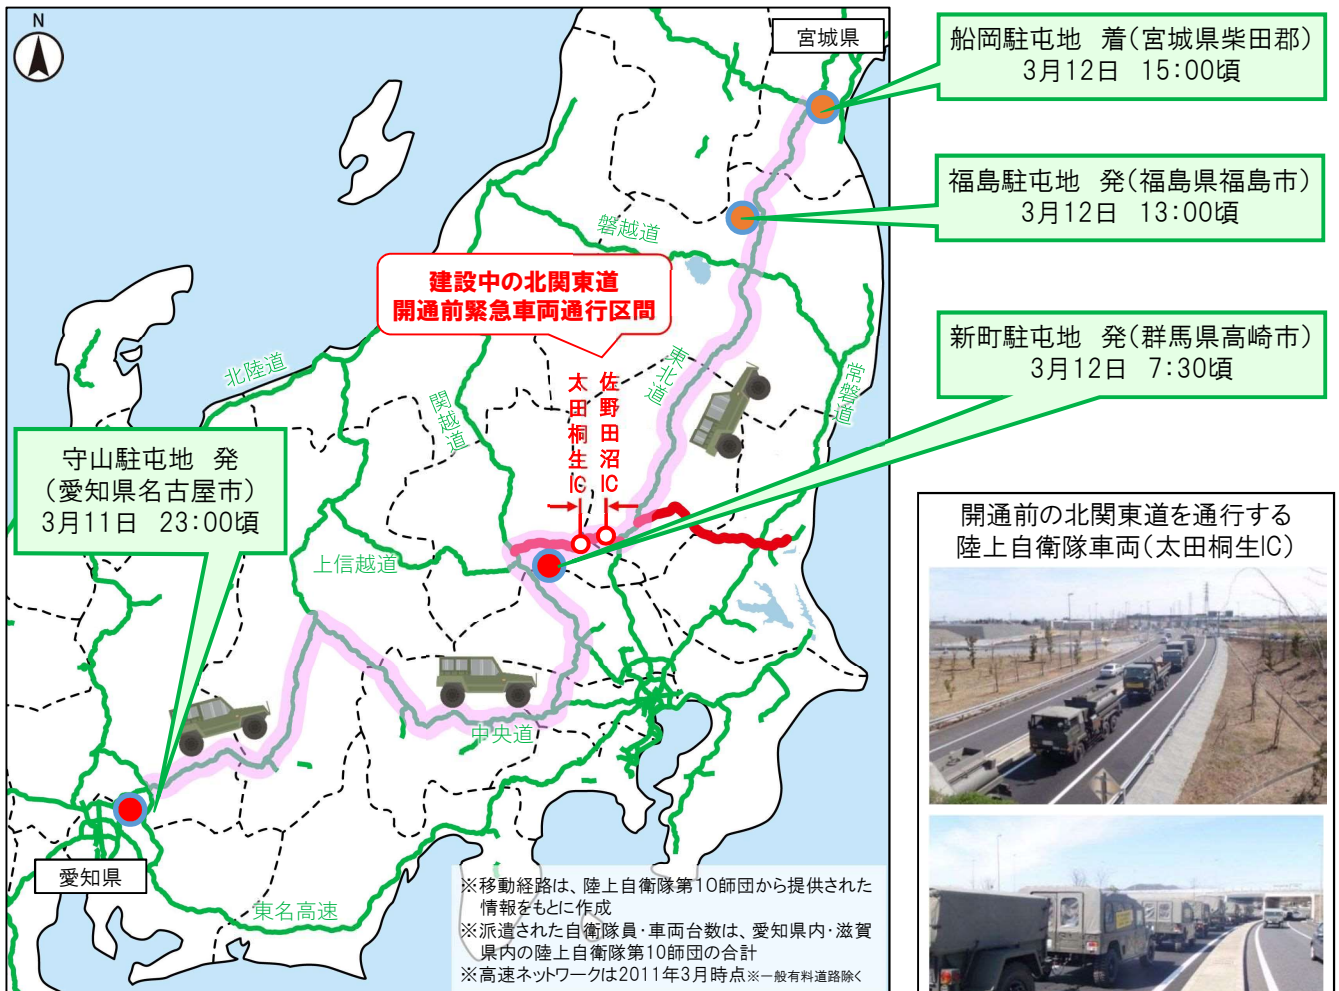 N
宮城県
船岡駐屯地 着(宮城県柴田郡)
3月12日 15:00頃
福島駐屯地 発(福島県福島市)
3月12日 13:00頃
磐越道
建設中の北関東道
開通前緊急車両通行区間
新町駐屯地 発(群馬県高崎市)
3月12日 7:30頃
北陸道
関越道
太田桐生IC
佐野田沼IC
東北道
常磐道
守山駐屯地 発
(愛知県名古屋市)
3月11日 23:00頃
上信越道
中央道
愛知県
東名高速
※移動経路は、陸上自衛隊第10師団から提供された
情報をもとに作成
※派遣された自衛隊員・車両台数は、愛知県内・滋賀
県内の陸上自衛隊第10師団の合計
※高速ネットワークは2011年3月時点※一般有料道路除く
開通前の北関東道を通行する
陸上自衛隊車両(太田桐生IC)